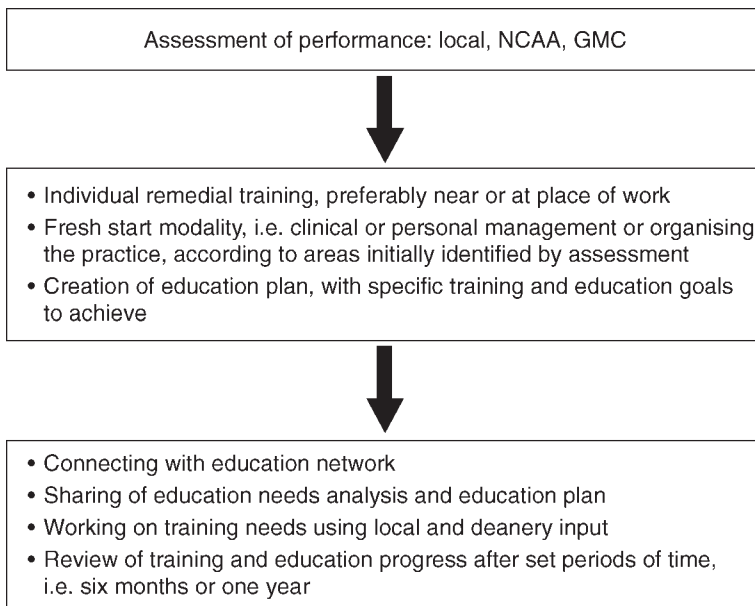 Assessment of performance: local, NCAA, GMC
• Individual remedial training, preferably near or at place of work
• Fresh start modality, i.e. clinical or personal management or organising
the practice, according to areas initially identified by assessment
• Creation of education plan, with specific training and education goals
to achieve
• Connecting with education network
• Sharing of education needs analysis and education plan
• Working on training needs using local and deanery input
• Review of training and education progress after set periods of time,
i.e. six months or one year